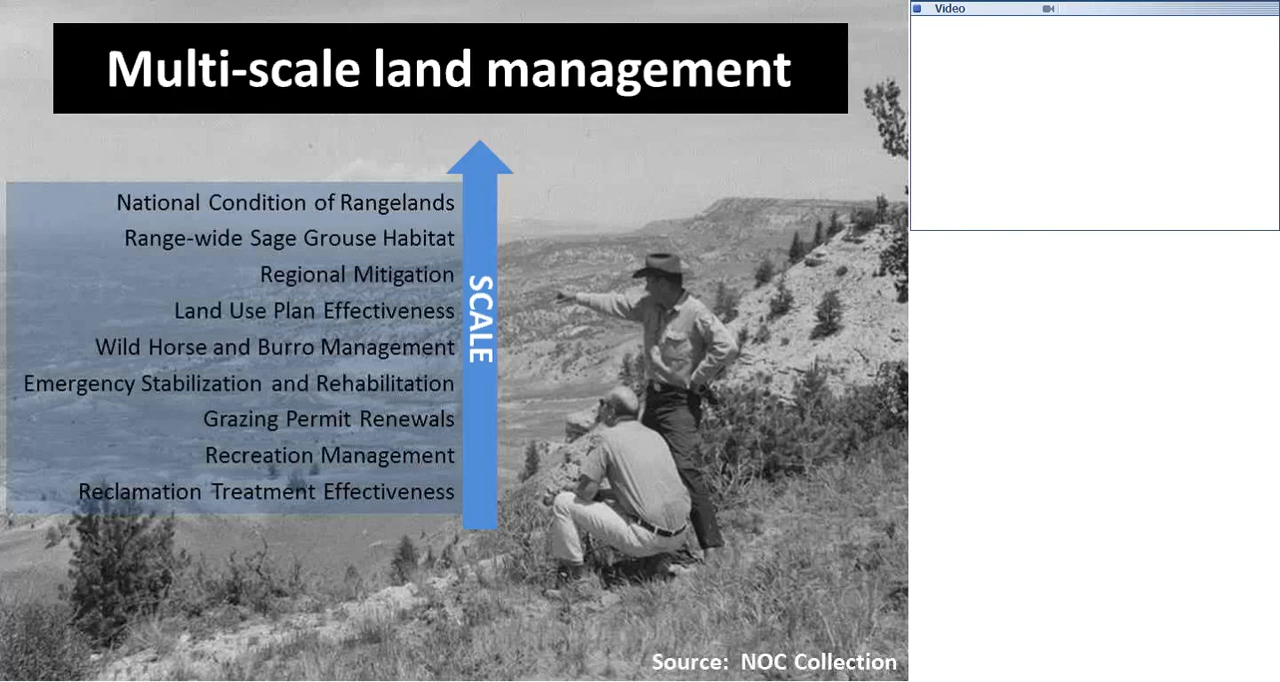 Multi-scale land management
Video
National Condition of Rangelands
Range-wide Sage Grouse Habitat
Regional Mitigation
Land Use Plan Effectiveness
Wild Horse and Burro Management
Emergency Stabilization and Rehabilitation
Grazing Permit Renewals
Recreation Management
Reclamation Treatment Effectiveness
SCALE
Source: NOC Collection